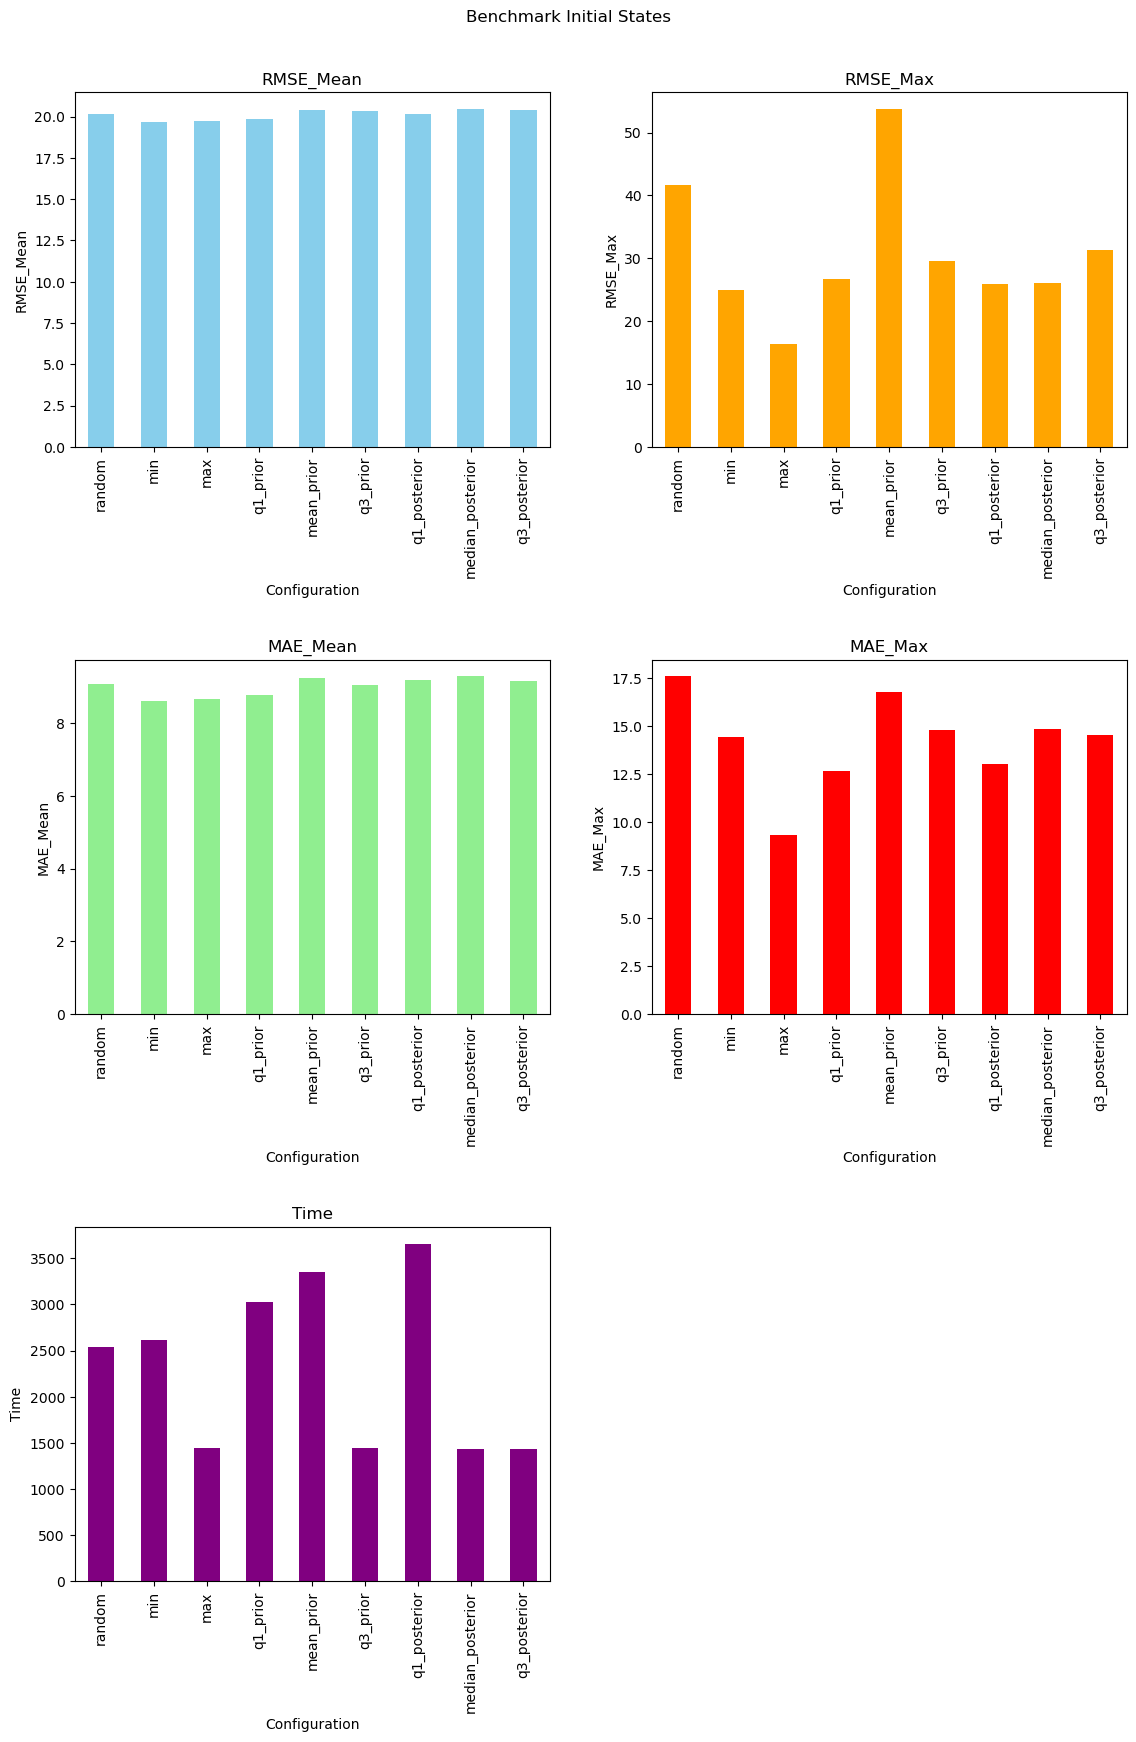 Benchmark Initial States
RMSE_Mean
RMSE_Mean
20.0
17.5
15.0
12.5
10.0
7.5
5.0
2.5
0.0
random
min
max
q1_prior
mean_prior
q3_prior
q1_posterior
median_posterior
q3_posterior
Configuration
RMSE_Max
RMSE_Max
50
40
30
20
10
0
random
min
max
q1_prior
mean_prior
q3_prior
q1_posterior
median_posterior
q3_posterior
Configuration
MAE_Mean
MAE_Mean
8
6
4
2
0
random
min
max
q1_prior
mean_prior
q3_prior
q1_posterior
median_posterior
q3_posterior
Configuration
MAE_Max
MAE_Max
17.5
15.0
12.5
10.0
7.5
5.0
2.5
0.0
random
min
max
q1_prior
mean_prior
q3_prior
q1_posterior
median_posterior
q3_posterior
Configuration
Time
Time
3500
3000
2500
2000
1500
1000
500
0
random
min
max
q1_prior
mean_prior
q3_prior
q1_posterior
median_posterior
q3_posterior
Configuration